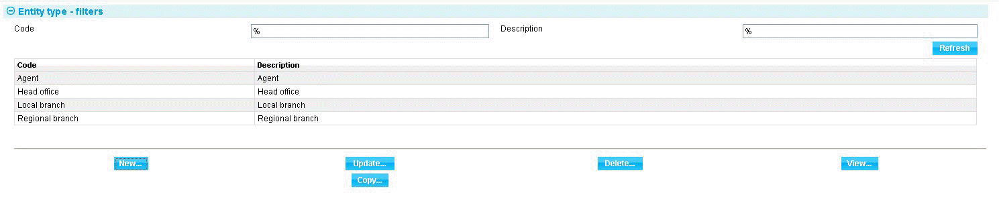 Entity type - filters
Code % Description %
Refresh
Code Description
Agent Agent
Head office Head office
Local branch Local branch
Regional branch Regional branch
New... Update... Delete... View...
Copy...